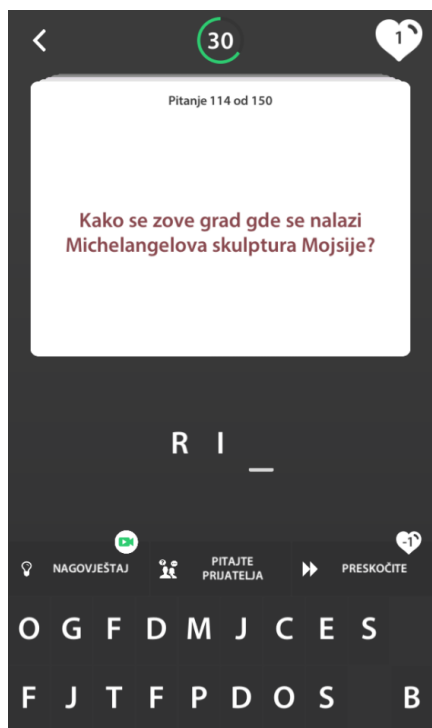 30
1
Pitanje 114 od 150
Kako se zove grad gde se nalazi
Michelangelova skulptura Mojsije?
R I _
NAGOVJEŠTAJ
PITAJTE
PRIJATELJA
-1
PRESKOČITE
O G F D M J C E S
F J T F P D O S B